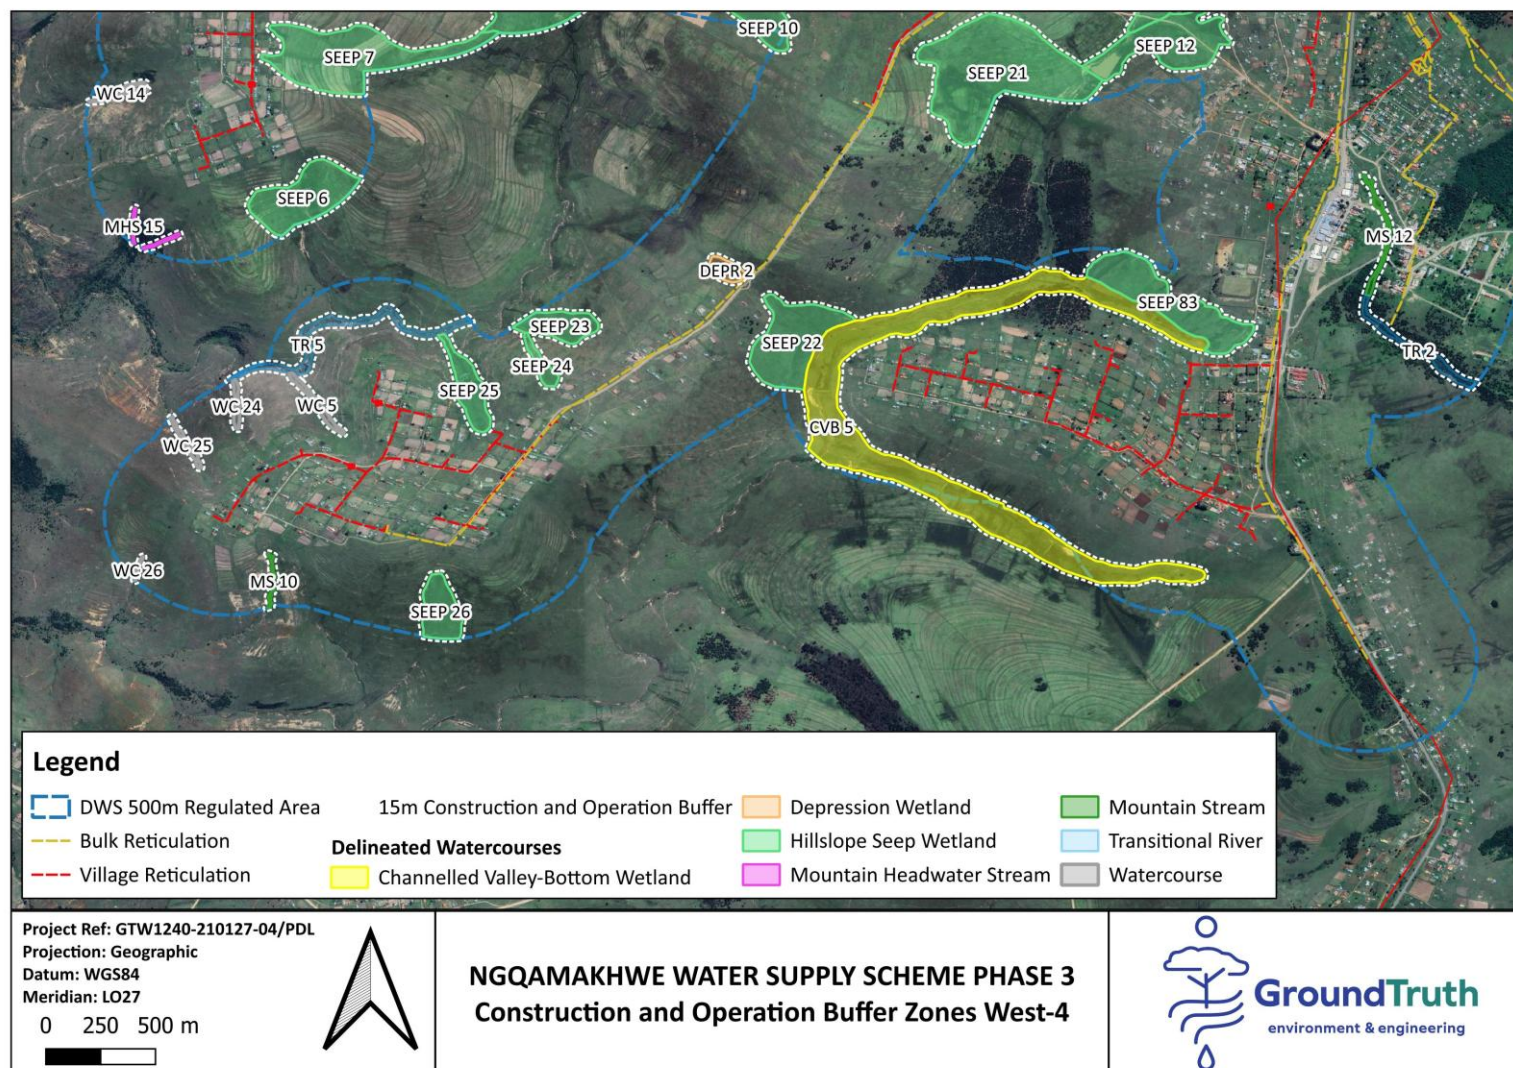 SEEP 10
SEEP 7
SEEP 12
SEEP 21
WC 14
SEEP 6
MHS 15
MS 12
DEPR 2
SEEP 83
SEEP 23
TR 5
SEEP 22
TR 2
SEEP 24
SEEP 25
WC 24
WC 5
CVB 5
WC 25
WC 26
MS 10
SEEP 26
Legend
DWS 500m Regulated Area
Bulk Reticulation
Village Reticulation
15m Construction and Operation Buffer
Delineated Watercourses
Channelled Valley-Bottom Wetland
Depression Wetland
Hillslope Seep Wetland
Mountain Headwater Stream
Mountain Stream
Transitional River
Watercourse
Project Ref: GTW1240-210127-04/PDL
Projection: Geographic
Datum: WGS84
Meridian: LO27
0 250 500 m
NGQAMAKHWE WATER SUPPLY SCHEME PHASE 3
Construction and Operation Buffer Zones West-4
GroundTruth
environment & engineering